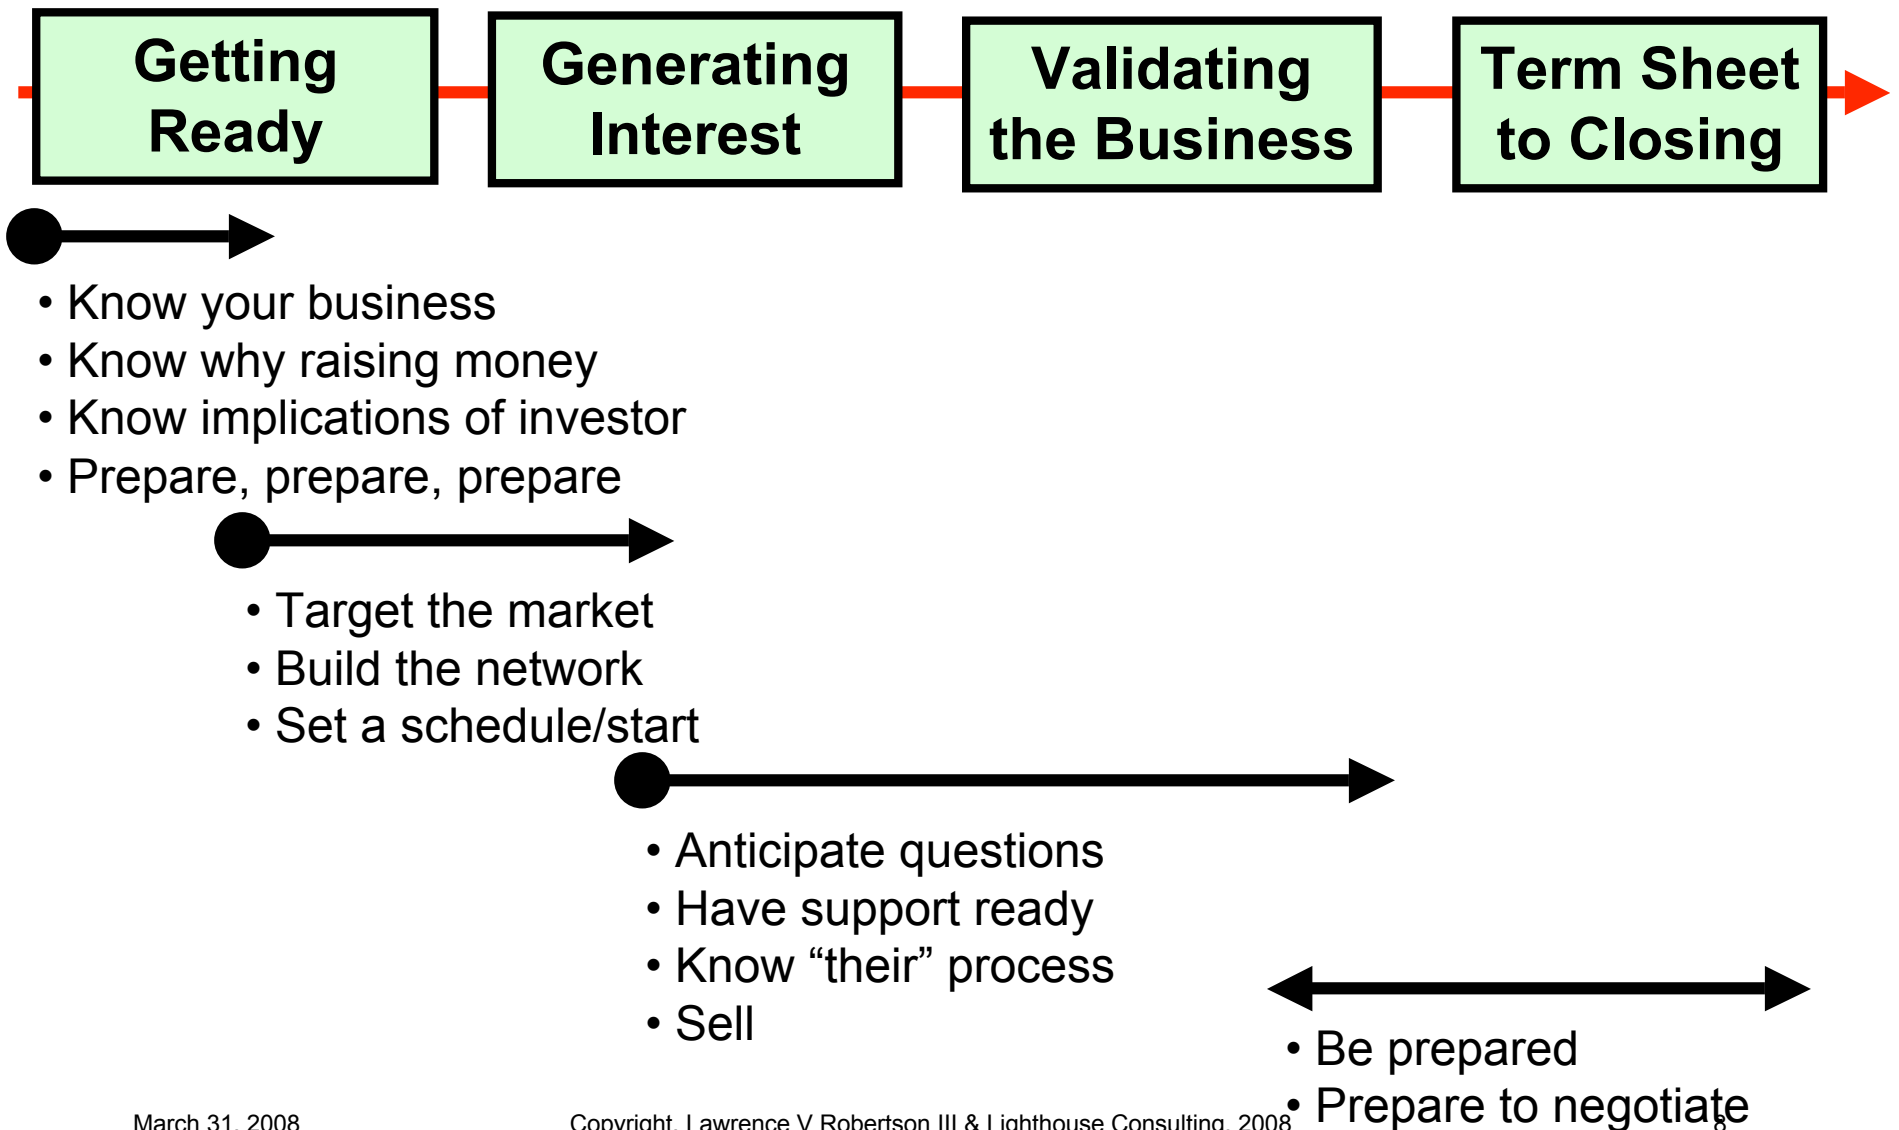 Getting
Ready
Generating
Interest
Validating
the Business
Term Sheet
to Closing
• Know your business
• Know why raising money
• Know implications of investor
• Prepare, prepare, prepare
• Target the market
• Build the network
• Set a schedule/start
• Anticipate questions
• Have support ready
• Know “their” process
• Sell
• Be prepared
• Prepare to negotiate
March 31, 2008
Copyright, Lawrence V Robertson III & Lighthouse Consulting, 2008
8